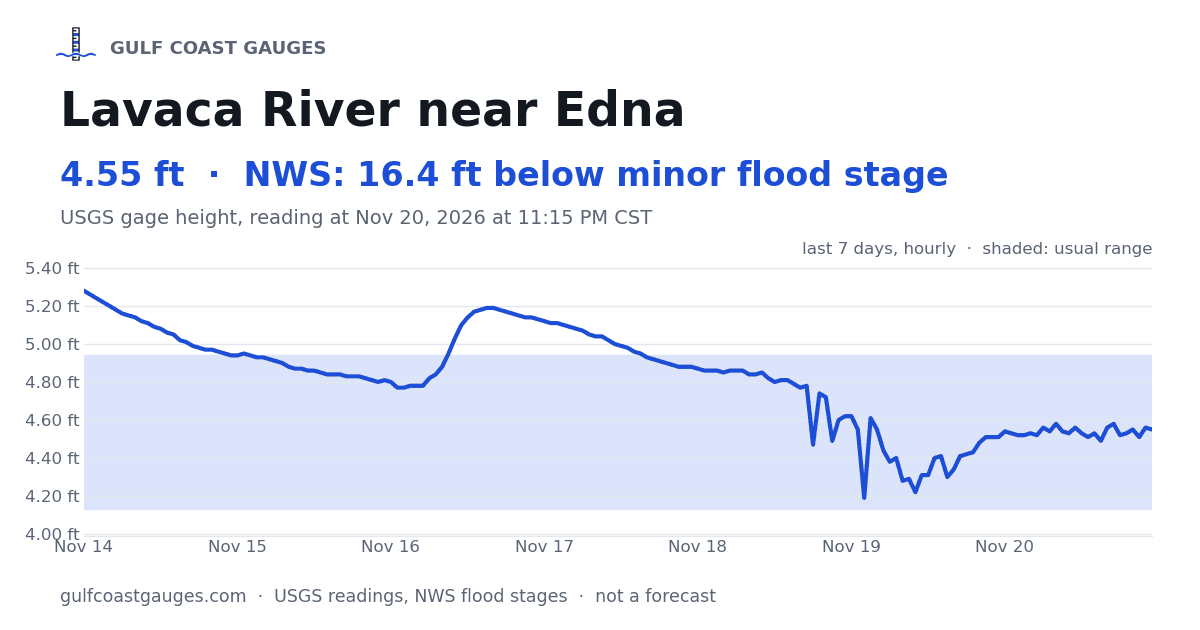 GULF COAST GAUGES
Lavaca River near Edna
4.55 ft · NWS: 16.4 ft below minor flood stage
USGS gage height, reading at Nov 20, 2026 at 11:15 PM CST
last 7 days, hourly · shaded: usual range
5.40 ft
5.20 ft
5.00 ft
4.80 ft
4.60 ft
4.40 ft
4.20 ft
4.00 ft
Nov 14 Nov 15 Nov 16 Nov 17 Nov 18 Nov 19 Nov 20
gulfcoastgauges.com · USGS readings, NWS flood stages · not a forecast